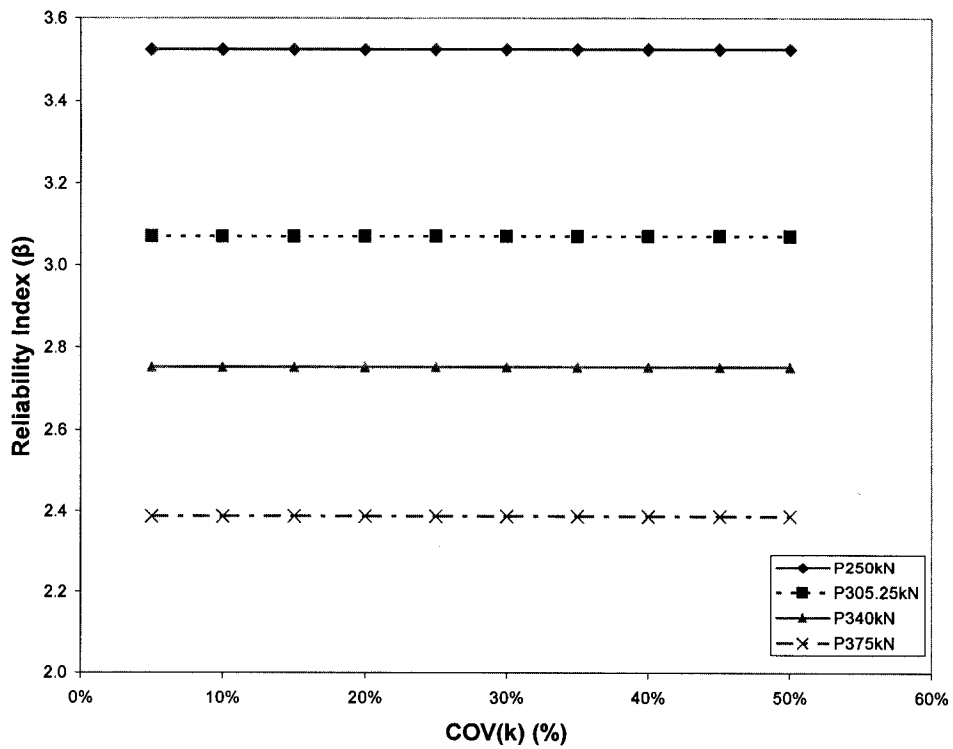 3.6
3.4
3.2
3.0
2.8
2.6
2.4
2.2
2.0
Reliability Index (β)
0%
10%
20%
30%
40%
50%
60%
COV(k) (%)
P250kN
P305.25kN
P340kN
P375kN